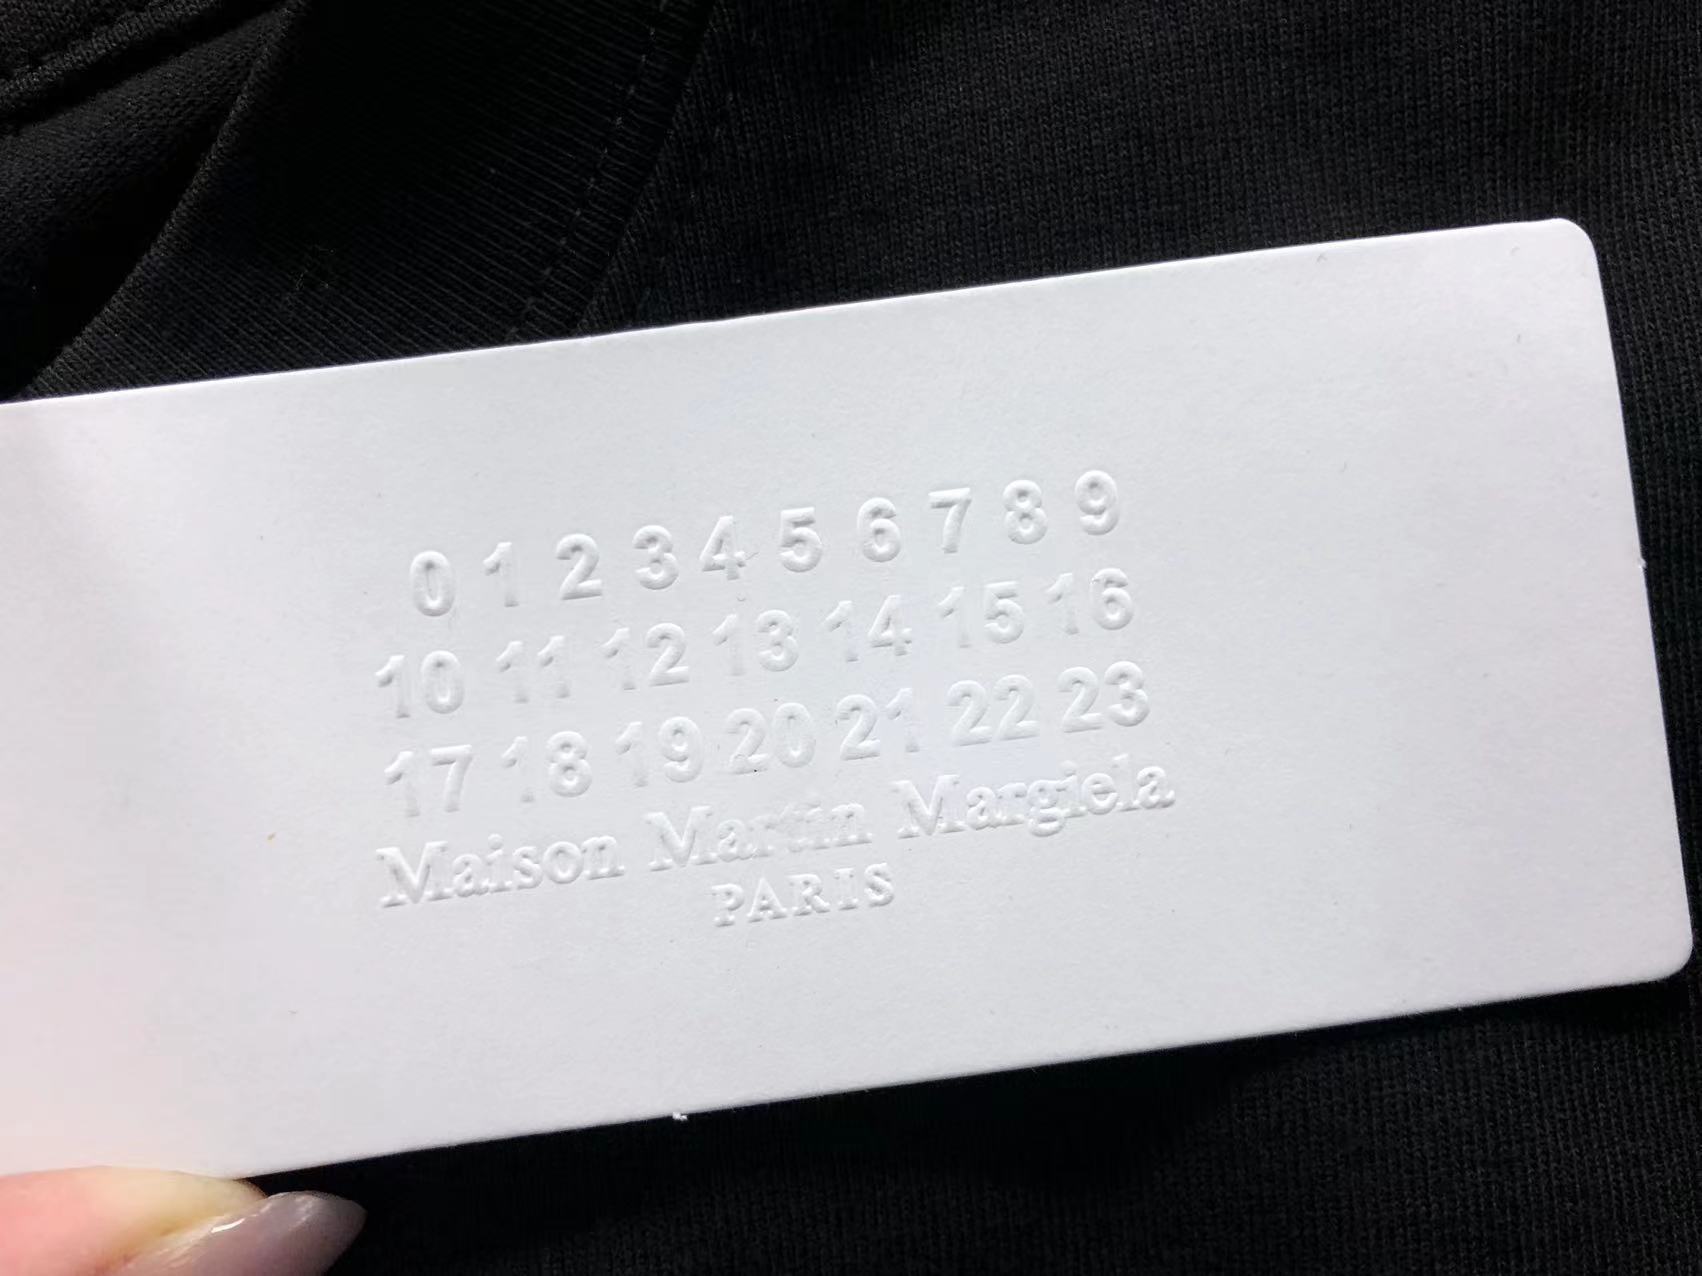 0 1 2 3 4 5 6 7 8 9
10 11 12 13 14 15 16
17 18 19 20 21 22 23
Maison Martin Margiela
PARIS